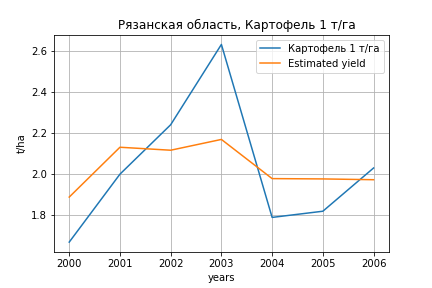 Рязанская область, Картофель 1 т/га
Картофель 1 т/га
Estimated yield
t/ha
2.6
2.4
2.2
2.0
1.8
2000 2001 2002 2003 2004 2005 2006
years